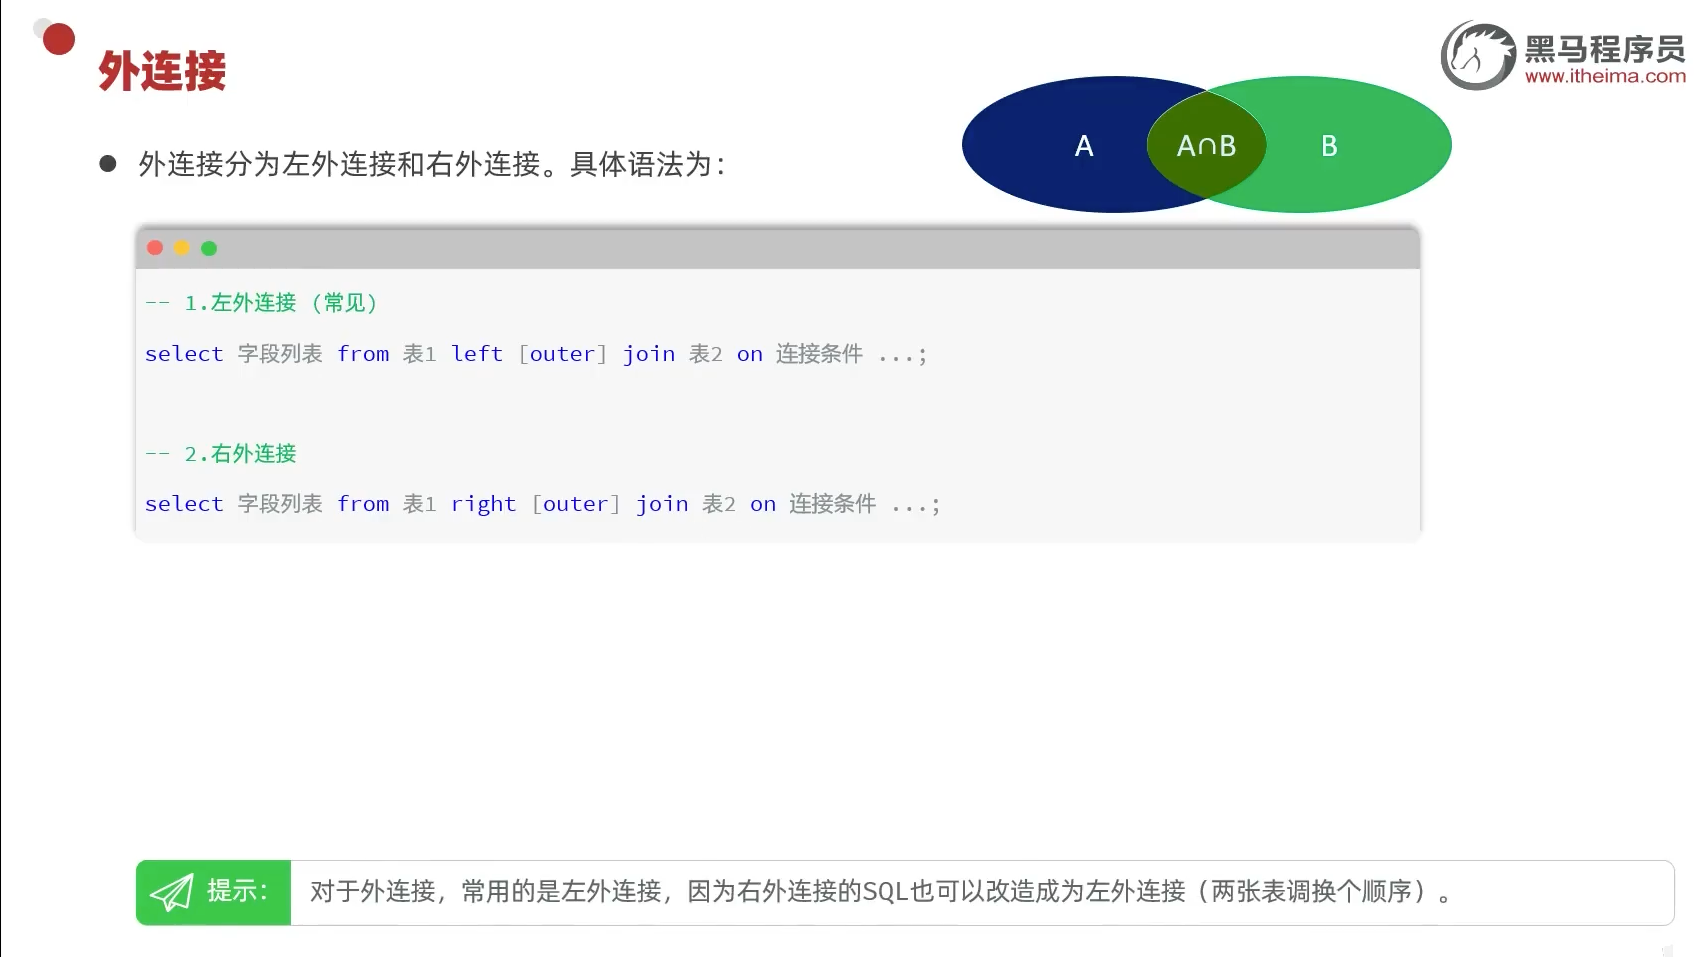 外连接
黑马程序员
www.itheima.com
A
A∩B
B
外连接分为左外连接和右外连接。具体语法为：
-- 1.左外连接（常见）
select 字段列表 from 表1 left [outer] join 表2 on 连接条件 ...;
-- 2.右外连接
select 字段列表 from 表1 right [outer] join 表2 on 连接条件 ...;
提示：
对于外连接，常用的是左外连接，因为右外连接的SQL也可以改造成为左外连接（两张表调换个顺序）。